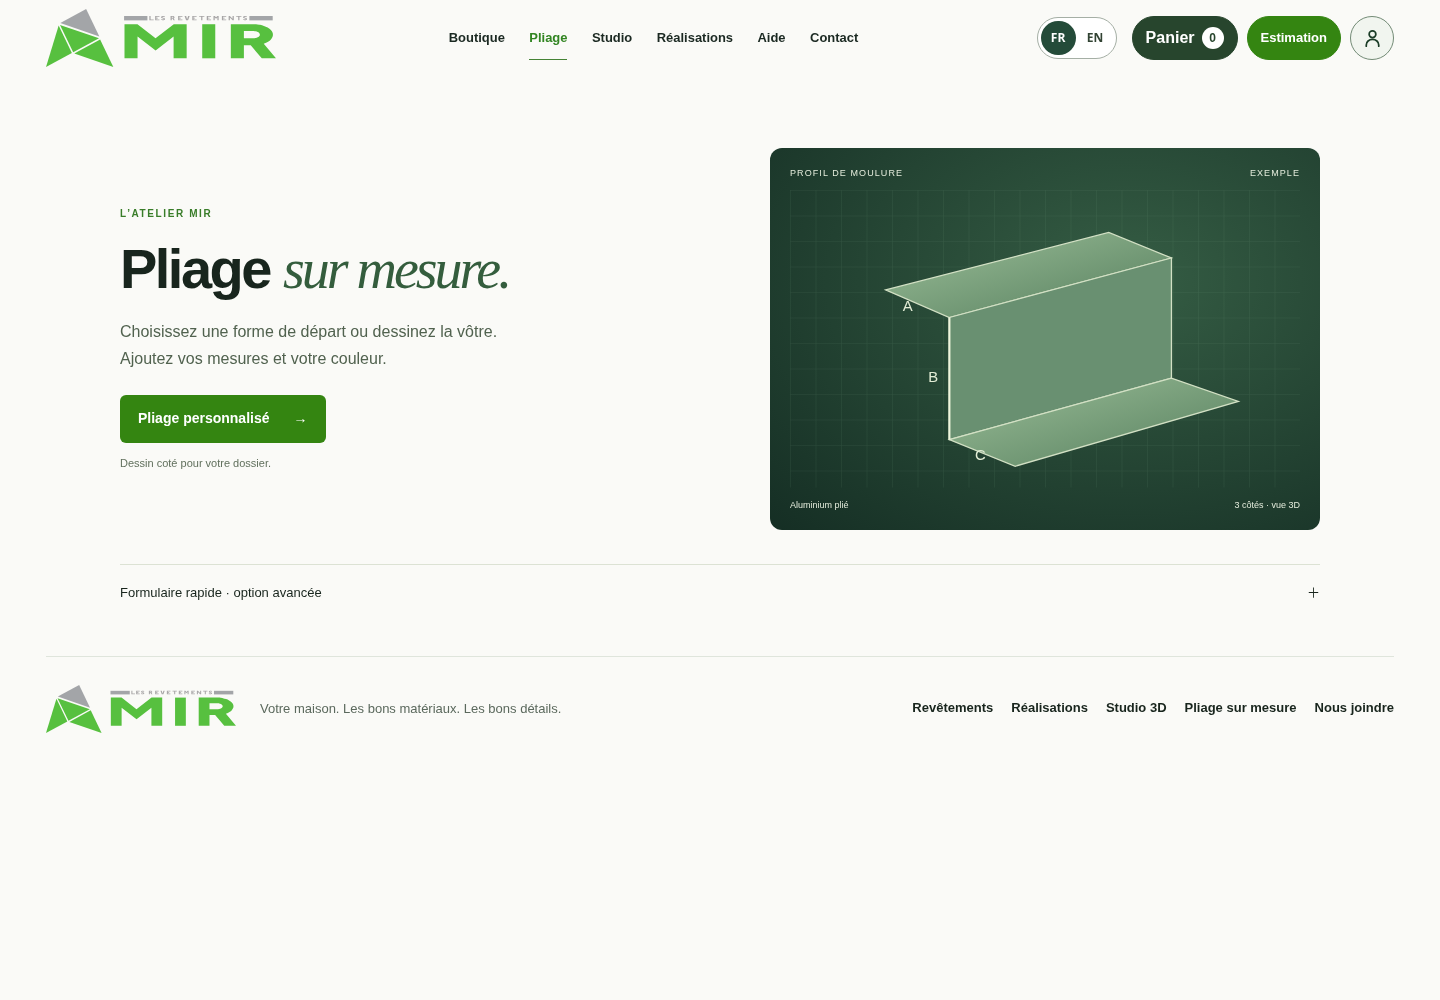 LES REVÊTEMENTS
MIR
Boutique
Pliage
Studio
Réalisations
Aide
Contact
FR
EN
Panier 0
Estimation
L'ATELIER MIR
Pliage sur mesure.
Choisissez une forme de départ ou dessinez la vôtre.
Ajoutez vos mesures et votre couleur.
Pliage personnalisé →
Dessin coté pour votre dossier.
PROFIL DE MOULURE
EXEMPLE
A
B
C
Aluminium plié
3 côtés · vue 3D
Formulaire rapide · option avancée
+
LES REVÊTEMENTS
MIR
Votre maison. Les bons matériaux. Les bons détails.
Revêtements
Réalisations
Studio 3D
Pliage sur mesure
Nous joindre